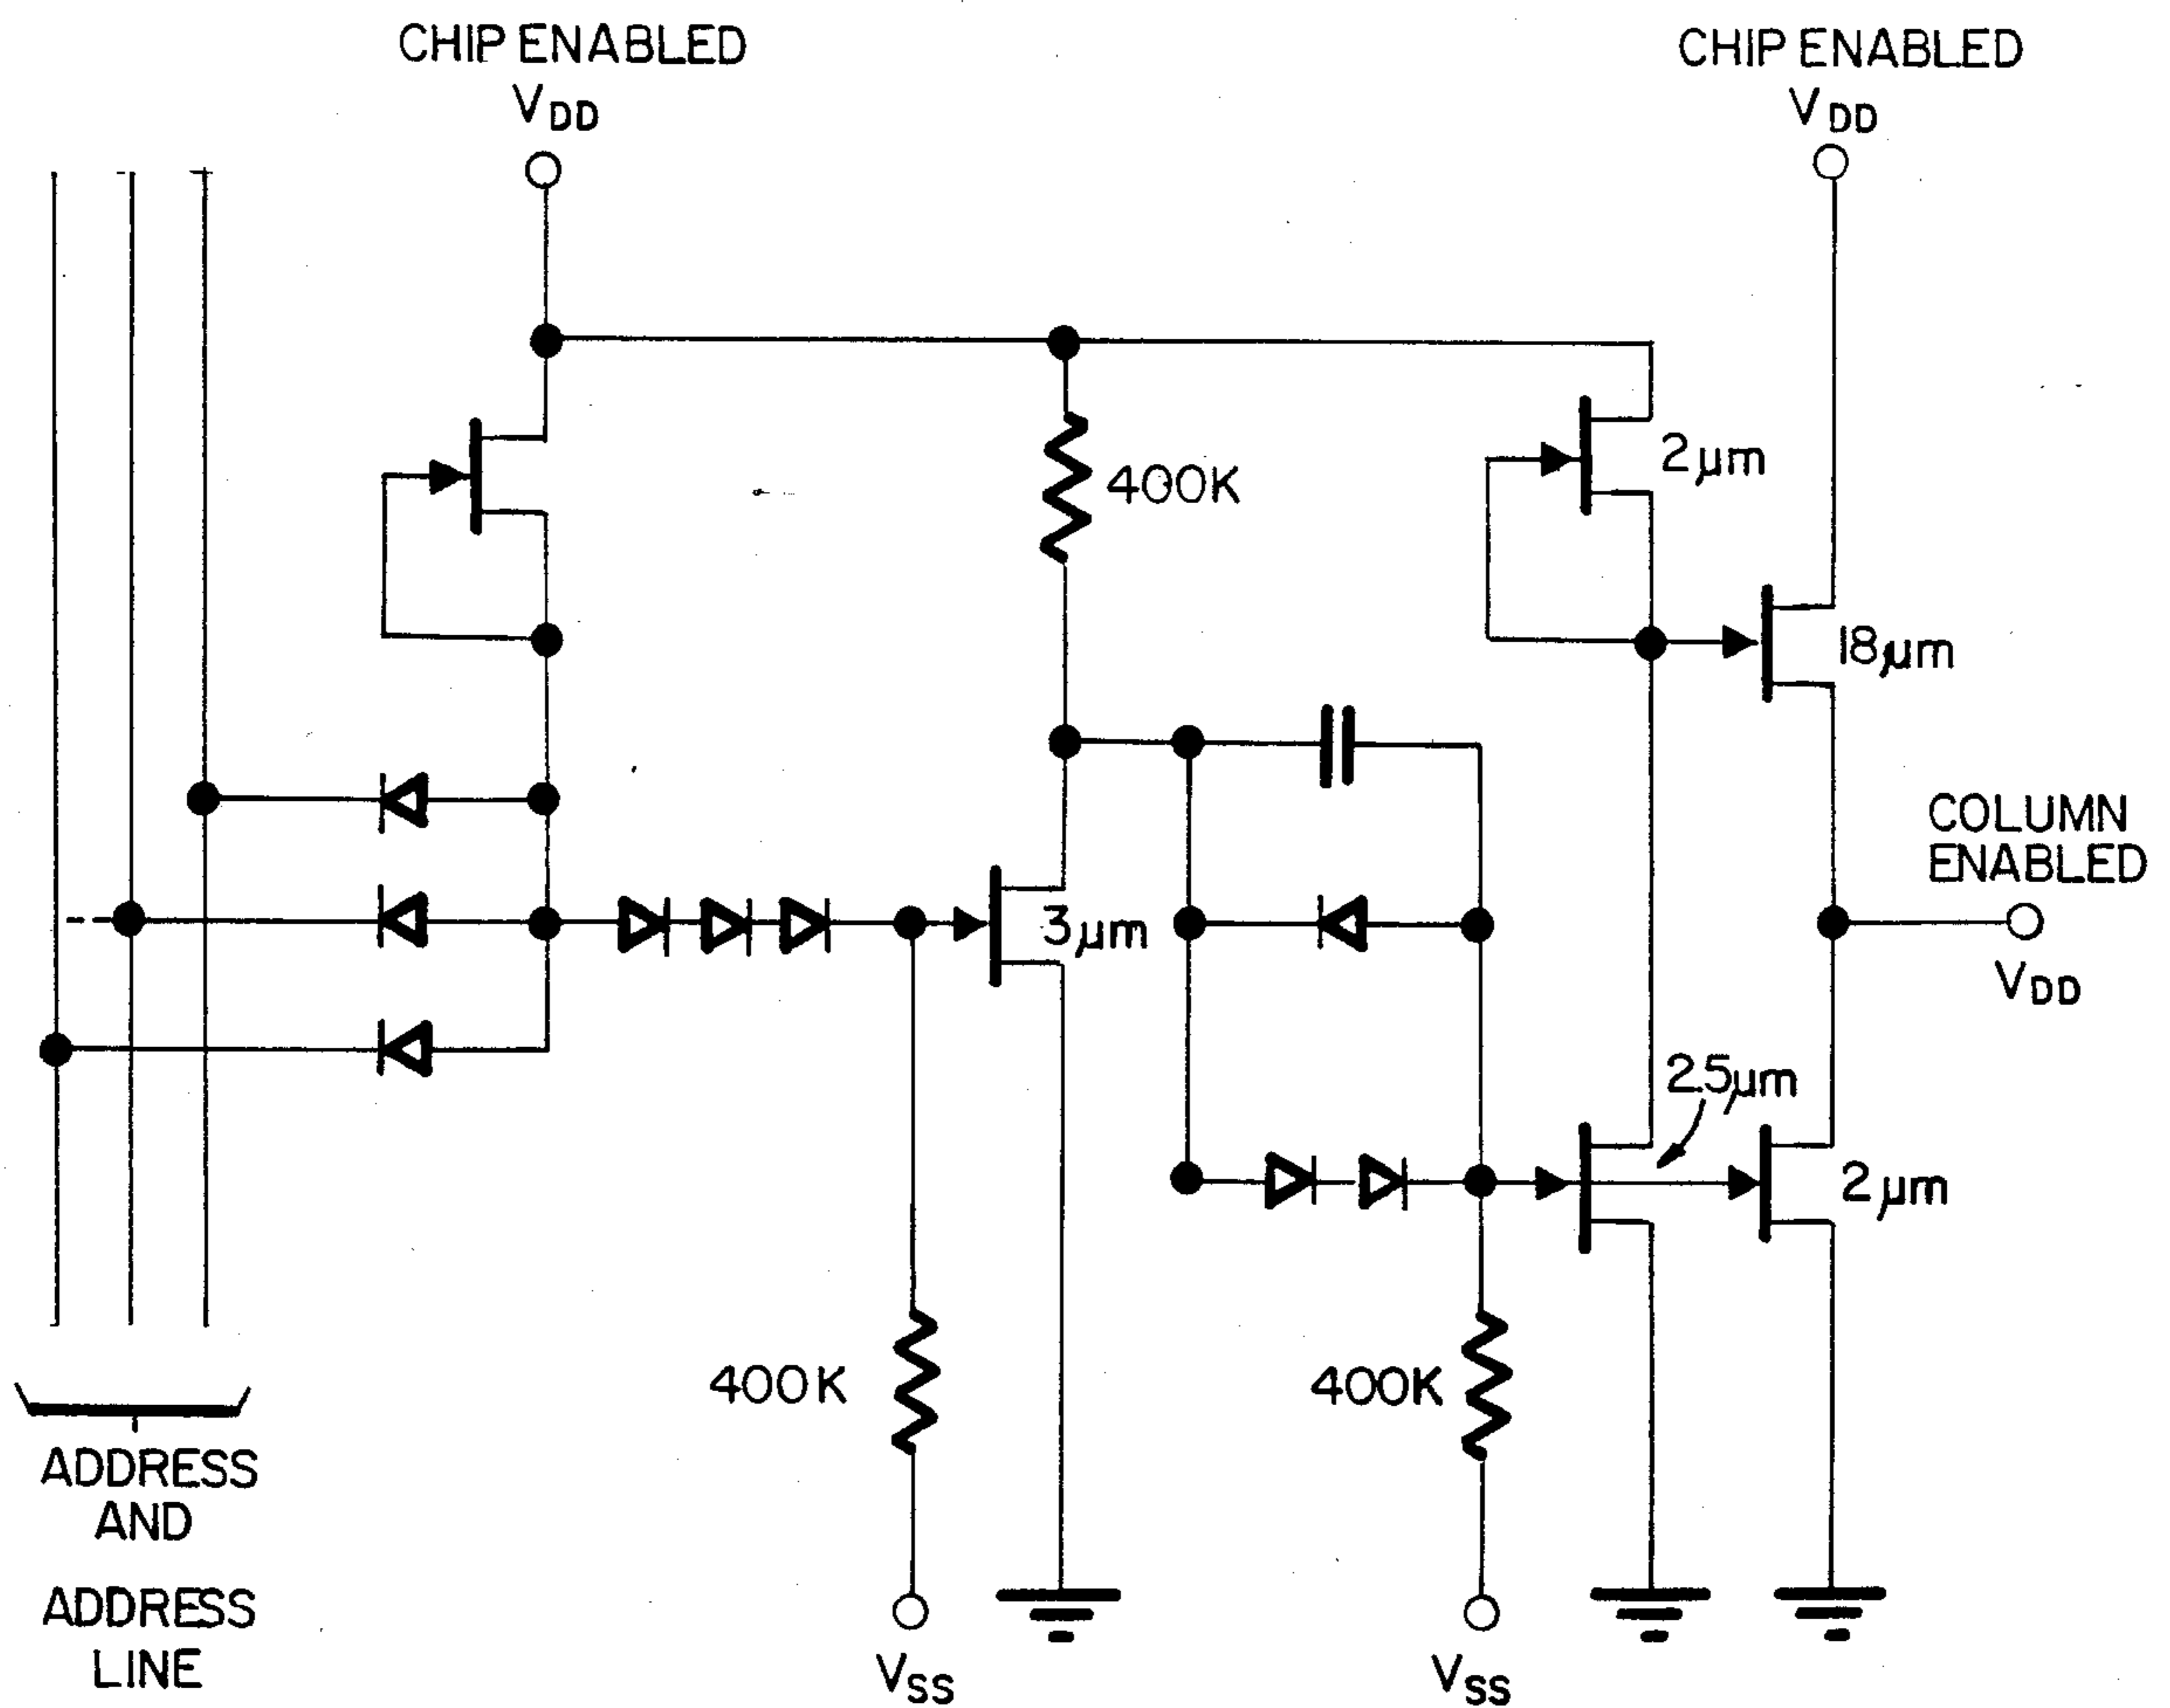 CHIP ENABLED
VDD
CHIP ENABLED
VDD
400K
2µm
18µm
COLUMN
ENABLED
VDD
3µm
2.5µm
2µm
400K
400K
ADDRESS
AND
ADDRESS
LINE
VSS
VSS